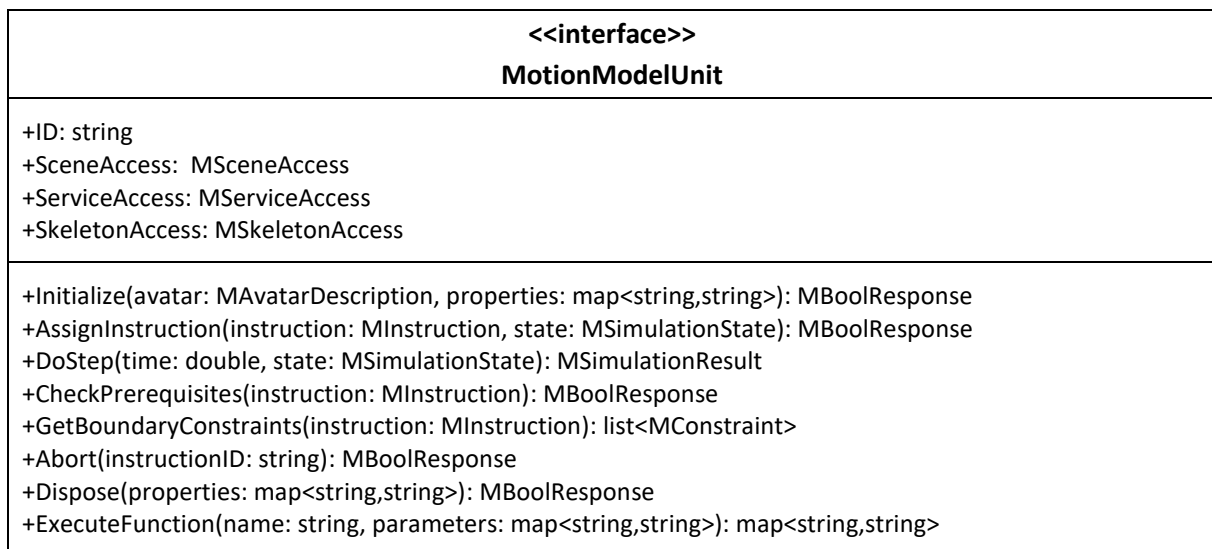 <<interface>>
MotionModelUnit
+ID: string
+SceneAccess:  MSceneAccess
+ServiceAccess: MServiceAccess
+SkeletonAccess: MSkeletonAccess
+Initialize(avatar: MAvatarDescription, properties: map<string,string>): MBoolResponse
+AssignInstruction(instruction: MInstruction, state: MSimulationState): MBoolResponse
+DoStep(time: double, state: MSimulationState): MSimulationResult
+CheckPrerequisites(instruction: MInstruction): MBoolResponse
+GetBoundaryConstraints(instruction: MInstruction): list<MConstraint>
+Abort(instructionID: string): MBoolResponse
+Dispose(properties: map<string,string>): MBoolResponse
+ExecuteFunction(name: string, parameters: map<string,string>): map<string,string>